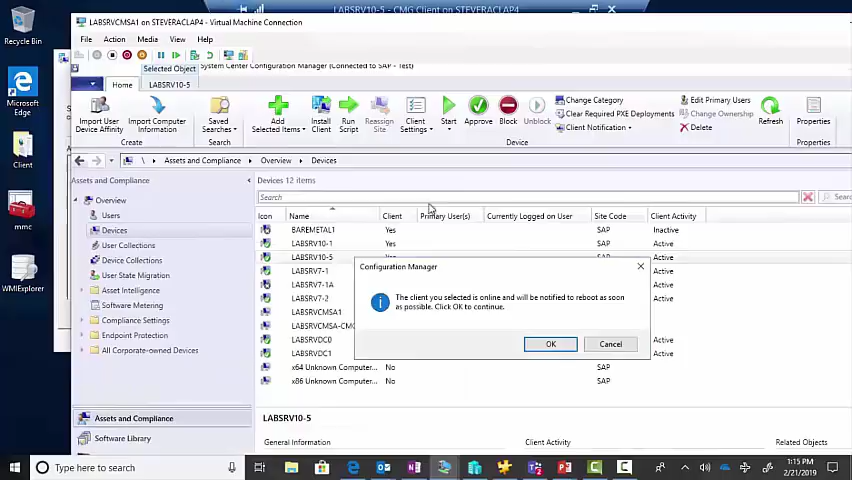 LABSRV10-5 - CMG Client on STEVERACLAP4
LABSRVCMSA1 on STEVERACLAP4 - Virtual Machine Connection
File Action Media View Help
Selected Object
System Center Configuration Manager (Connected to SAP - Test)
Home LABSRV10-5
Import User Device Affinity
Import Computer Information
Saved Searches
Add Selected Items
Install Client
Run Script
Reassign Site
Client Settings
Start
Approve
Block
Unblock
Change Category
Clear Required PXE Deployments
Client Notification
Edit Primary Users
Change Ownership
Delete
Refresh
Properties
Create
Search
Device
Properties
\ Assets and Compliance Overview Devices
Assets and Compliance
Overview
Users
Devices
User Collections
Device Collections
User State Migration
Asset Intelligence
Software Metering
Compliance Settings
Endpoint Protection
All Corporate-owned Devices
Assets and Compliance
Software Library
Devices 12 items
Search
Icon Name Client Primary User(s) Currently Logged on User Site Code Client Activity
BAREMETAL1 Yes SAP Inactive
LABSRV10-1 Yes SAP Active
LABSRV10-5 SAP Active
LABSRV7-1 Active
LABSRV7-1A Active
LABSRV7-2 Active
LABSRVCMSA1
LABSRVCMSA-CMG
LABSRVDC0 Active
LABSRVDC1 Active
x64 Unknown Computer... No SAP
x86 Unknown Computer... No SAP
Configuration Manager
The client you selected is online and will be notified to reboot as soon
as possible. Click OK to continue.
OK Cancel
LABSRV10-5
General Information Client Activity Related Objects
Recycle Bin
Microsoft Edge
Client
mmc
WMIExplorer
Type here to search
1:15 PM
2/21/2019